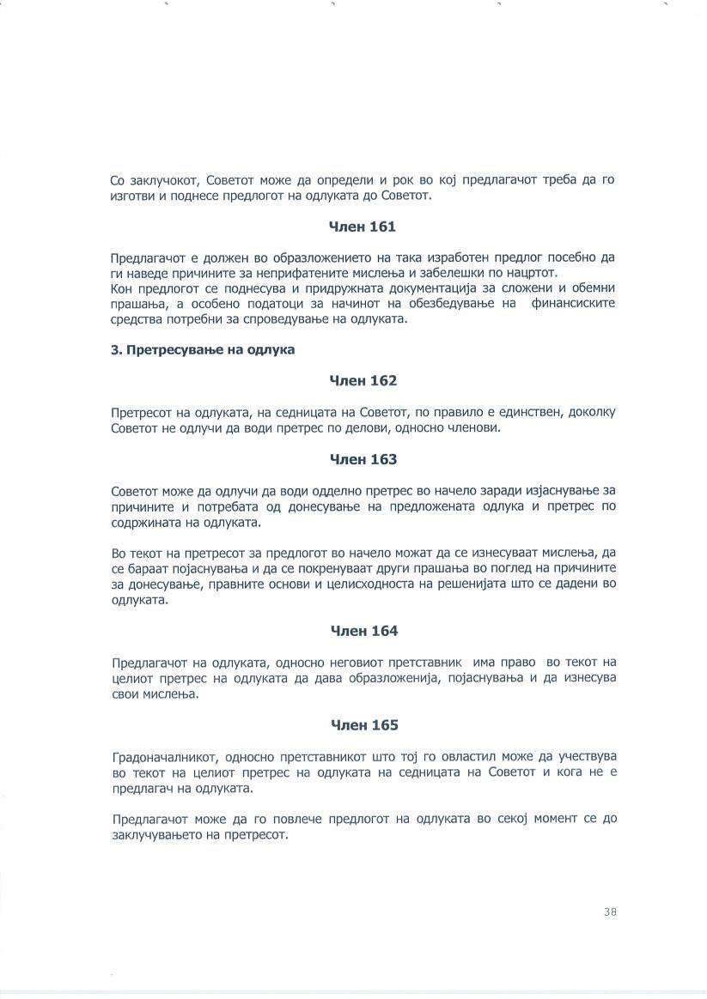 Со заклучокот, Советот може да определи и рок во кој предлагачот треба да го
изготви и поднесе предлогот на одлуката до Советот.
Член 161
Предлагачот е должен во образложението на така изработен предлог посебно да
ги наведе причините за неприфатените мислења и забелешки по нацртот.
Кон предлогот се поднесува и придружната документација за сложени и обемни
прашања, а особено податоци за начинот на обезбедување на финансиските
средства потребни за спроведување на одлуката.
3. Претресување на одлука
Член 162
Претресот на одлуката, на седницата на Советот, по правило е единствен, доколку
Советот не одлучи да води претрес по делови, односно членови.
Член 163
Советот може да одлучи да води одделно претрес во начело заради изјаснување за
причините и потребата од донесување на предложената одлука и претрес по
содржината на одлуката.
Во текот на претресот за предлогот во начело можат да се изнесуваат мислења, да
се бараат појаснувања и да се покренуваат други прашања во поглед на причините
за донесување, правните основи и целисходноста на решенијата што се дадени во
одлуката.
Член 164
Предлагачот на одлуката, односно неговиот претставник има право во текот на
целиот претрес на одлуката да дава образложенија, појаснувања и да изнесува
свои мислења.
Член 165
Градоначалникот, односно претставникот што тој го овластил може да учествува
во текот на целиот претрес на одлуката на седницата на Советот и кога не е
предлагач на одлуката.
Предлагачот може да го повлече предлогот на одлуката во секој момент се до
заклучувањето на претресот.
38